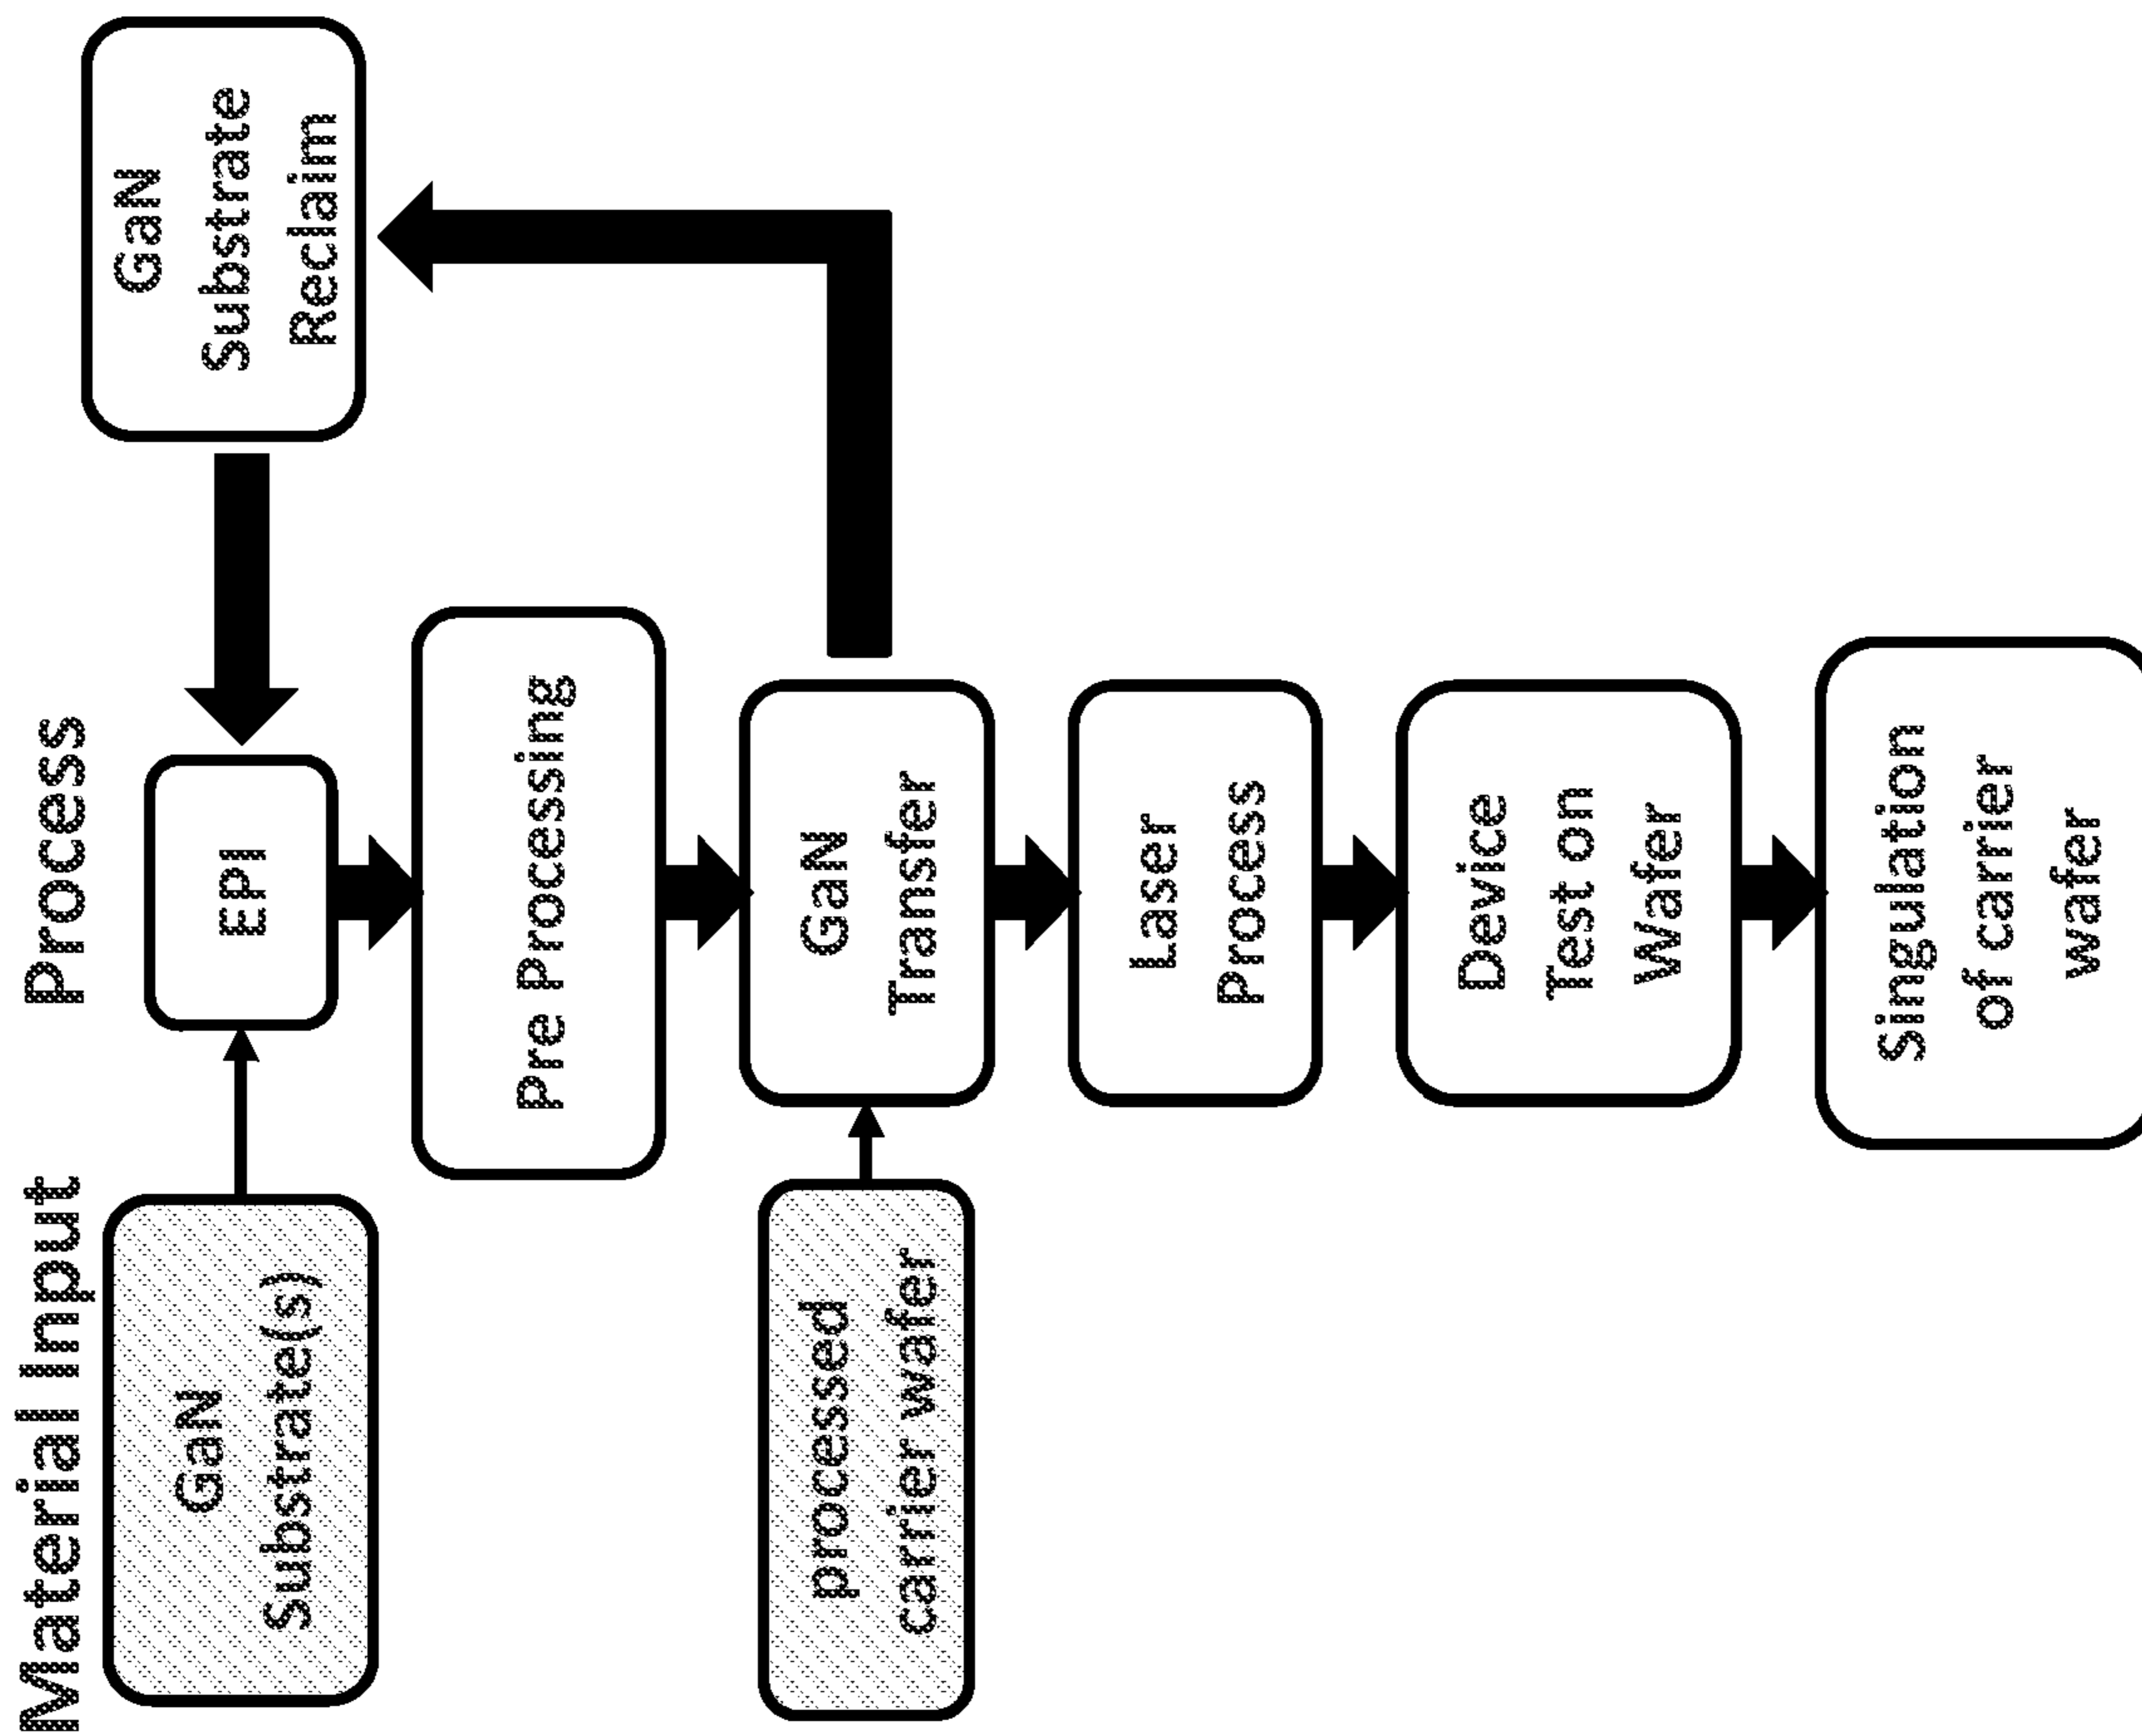 Material Input
Process
GaN
Substrate(s)
EPI
GaN
Substrate
Reclaim
Pre Processing
processed
carrier wafer
GaN
Transfer
Laser
Process
Device
Test on
Wafer
Singulation
of carrier
wafer